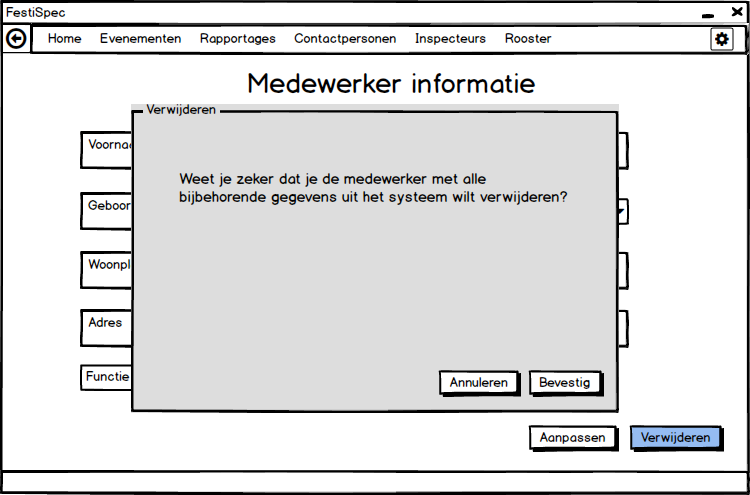 FestiSpec
Home Evenementen Rapportages Contactpersonen Inspecteurs Rooster
Medewerker informatie
Verwijderen
Voorna
Weet je zeker dat je de medewerker met alle
bijbehorende gegevens uit het systeem wilt verwijderen?
Geboor
Woonpl
Adres
Functie
Annuleren Bevestig
Aanpassen Verwijderen